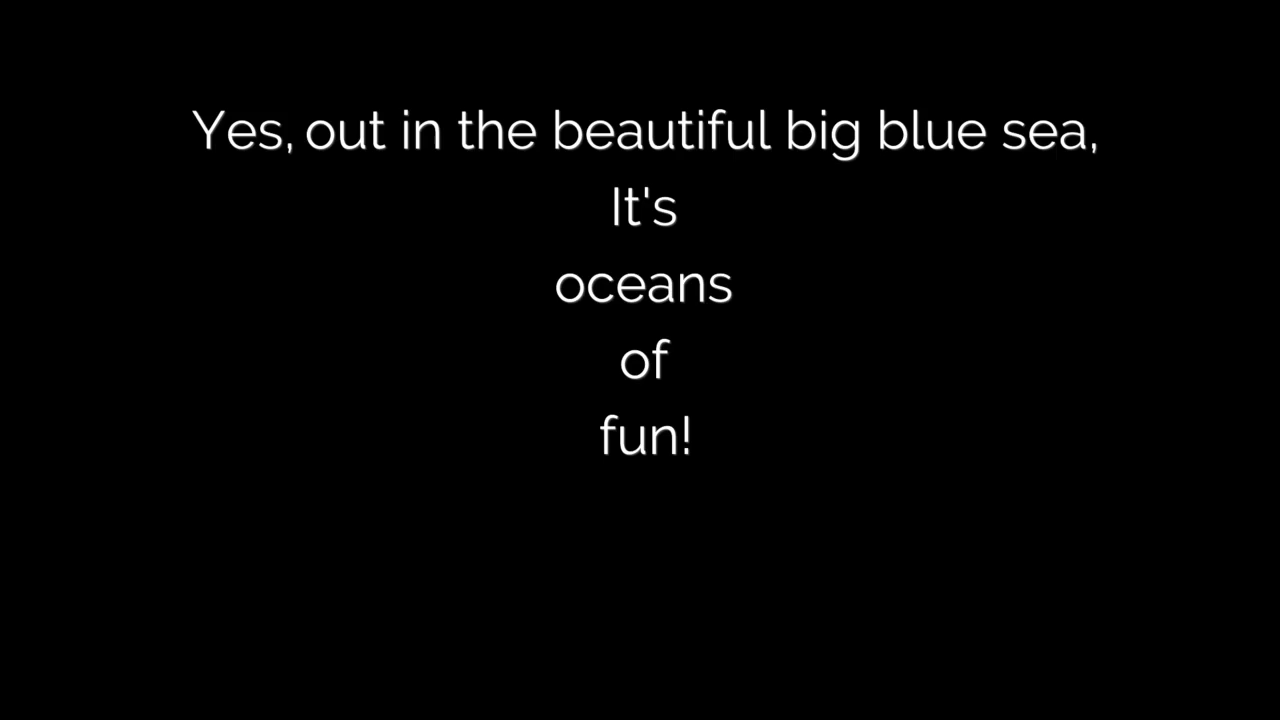 Yes, out in the beautiful big blue sea,
It's
oceans
of
fun!